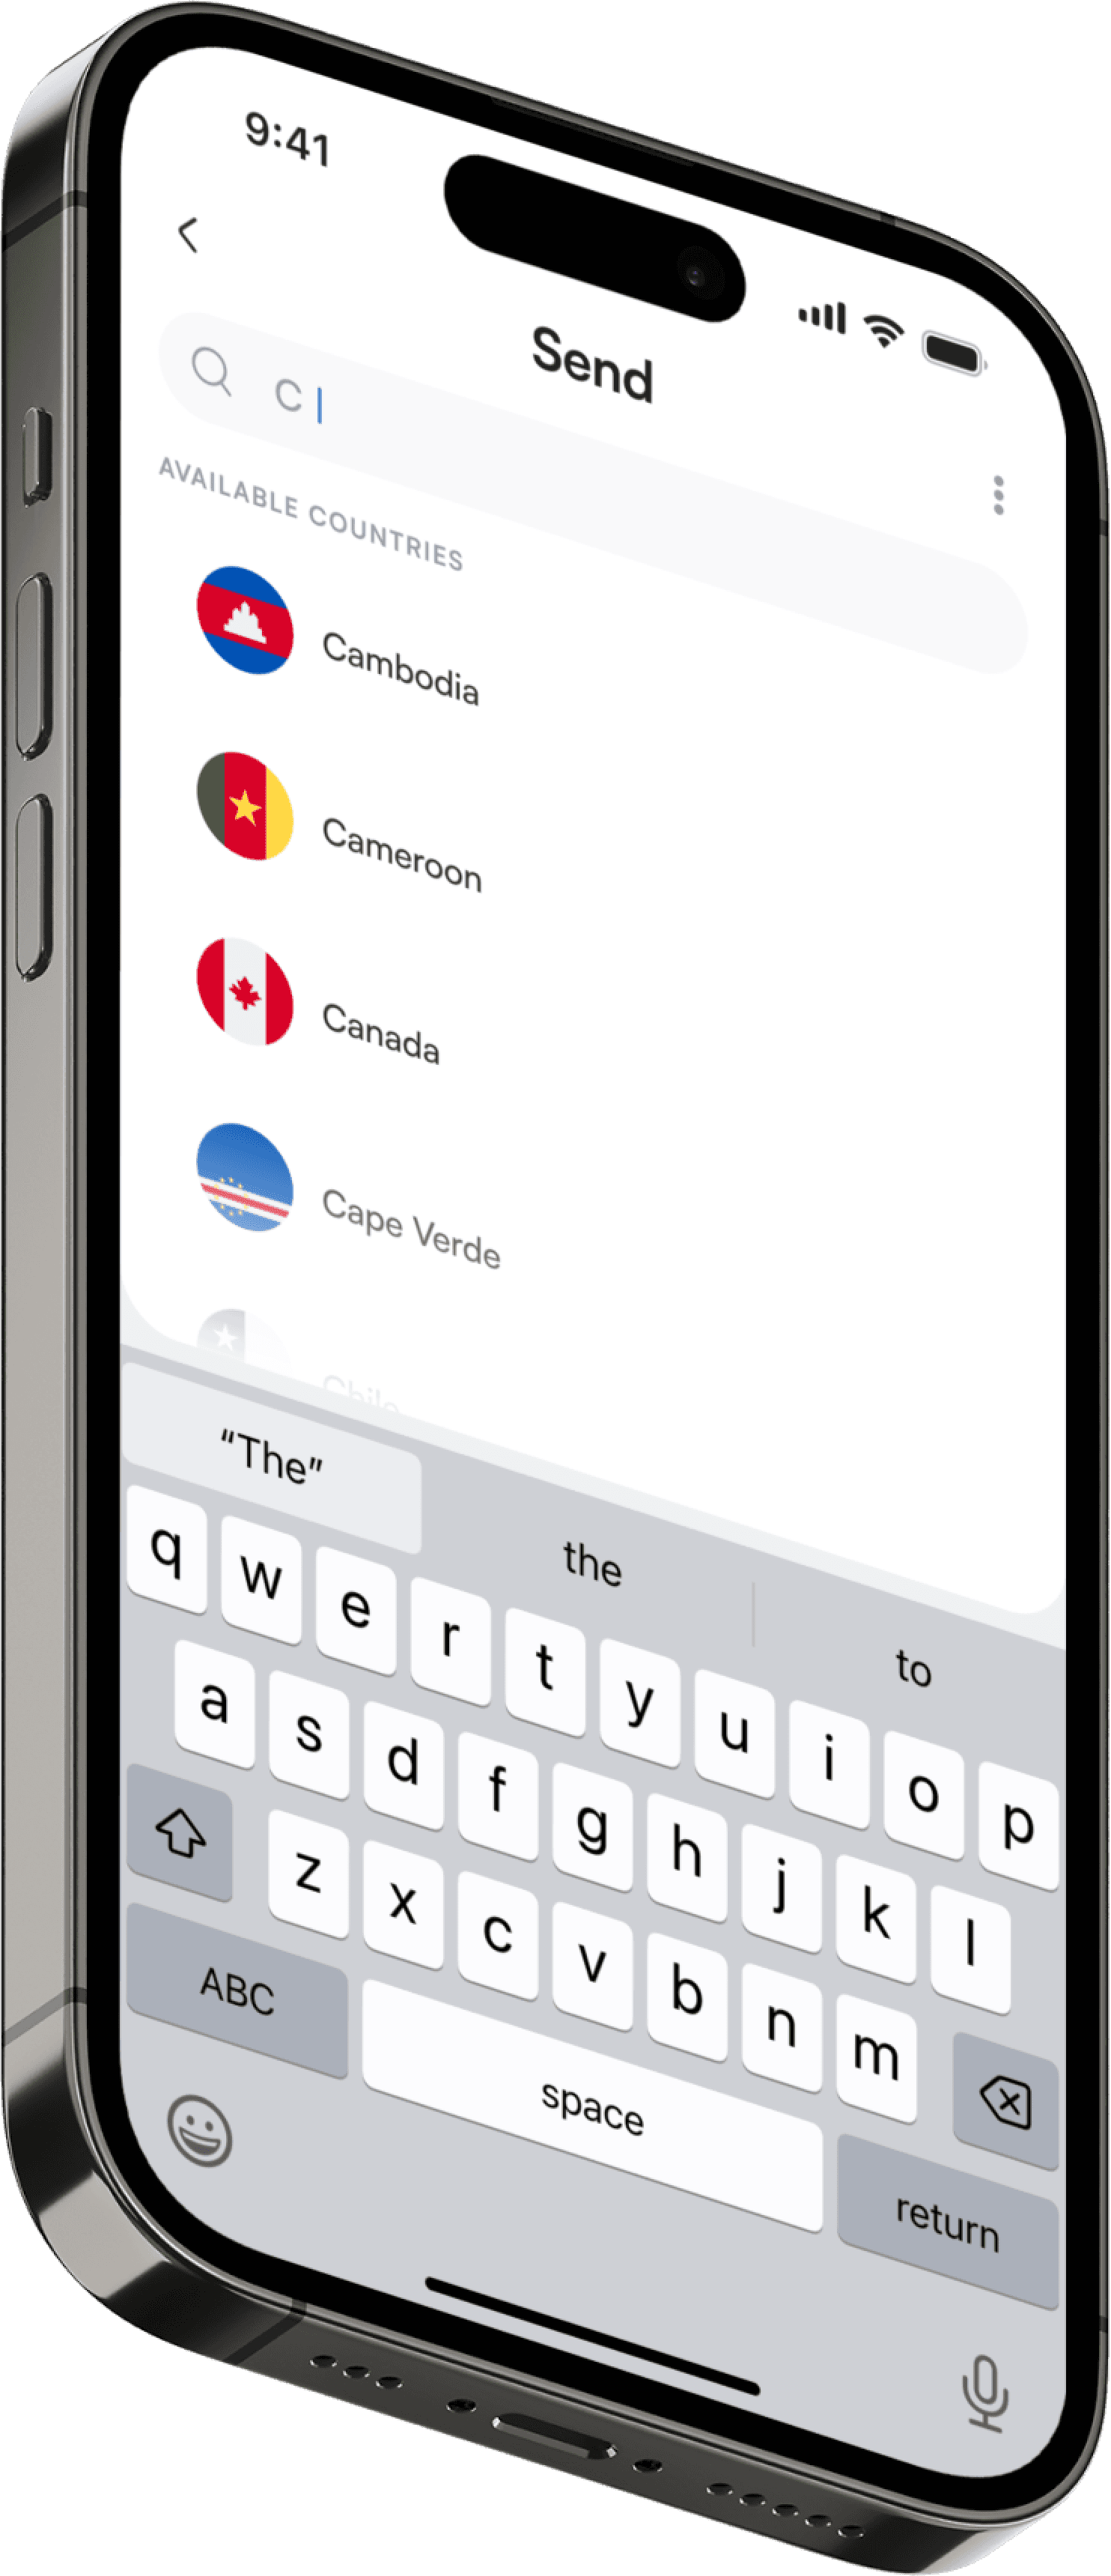 9:41
Send
C
AVAILABLE COUNTRIES
Cambodia
Cameroon
Canada
Cape Verde
Chile
“The”
the
to
q w e r t y u i o p
a s d f g h j k l
z x c v b n m
ABC
space
return